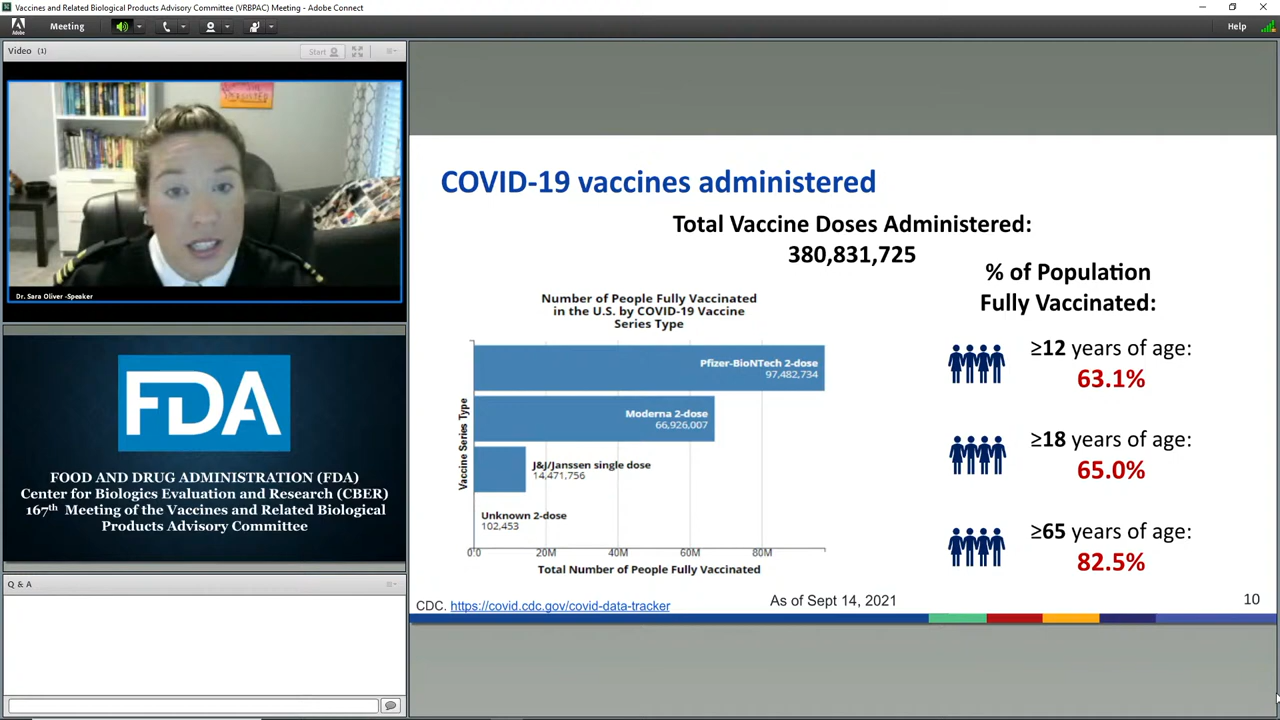 Vaccines and Related Biological Products Advisory Committee (VRBPAC) Meeting - Adobe Connect
Adobe
Meeting
Help
Video (1)
Start
Dr. Sara Oliver -Speaker
FDA
FOOD AND DRUG ADMINISTRATION (FDA)
Center for Biologics Evaluation and Research (CBER)
167th Meeting of the Vaccines and Related Biological
Products Advisory Committee
Q & A
COVID-19 vaccines administered
Total Vaccine Doses Administered:
380,831,725
Number of People Fully Vaccinated
in the U.S. by COVID-19 Vaccine
Series Type
Vaccine Series Type
Pfizer-BioNTech 2-dose
97,482,734
Moderna 2-dose
66,926,007
J&J/Janssen single dose
14,471,756
Unknown 2-dose
102,453
0.0 20M 40M 60M 80M
Total Number of People Fully Vaccinated
% of Population
Fully Vaccinated:
≥12 years of age:
63.1%
≥18 years of age:
65.0%
≥65 years of age:
82.5%
CDC. https://covid.cdc.gov/covid-data-tracker
As of Sept 14, 2021
10